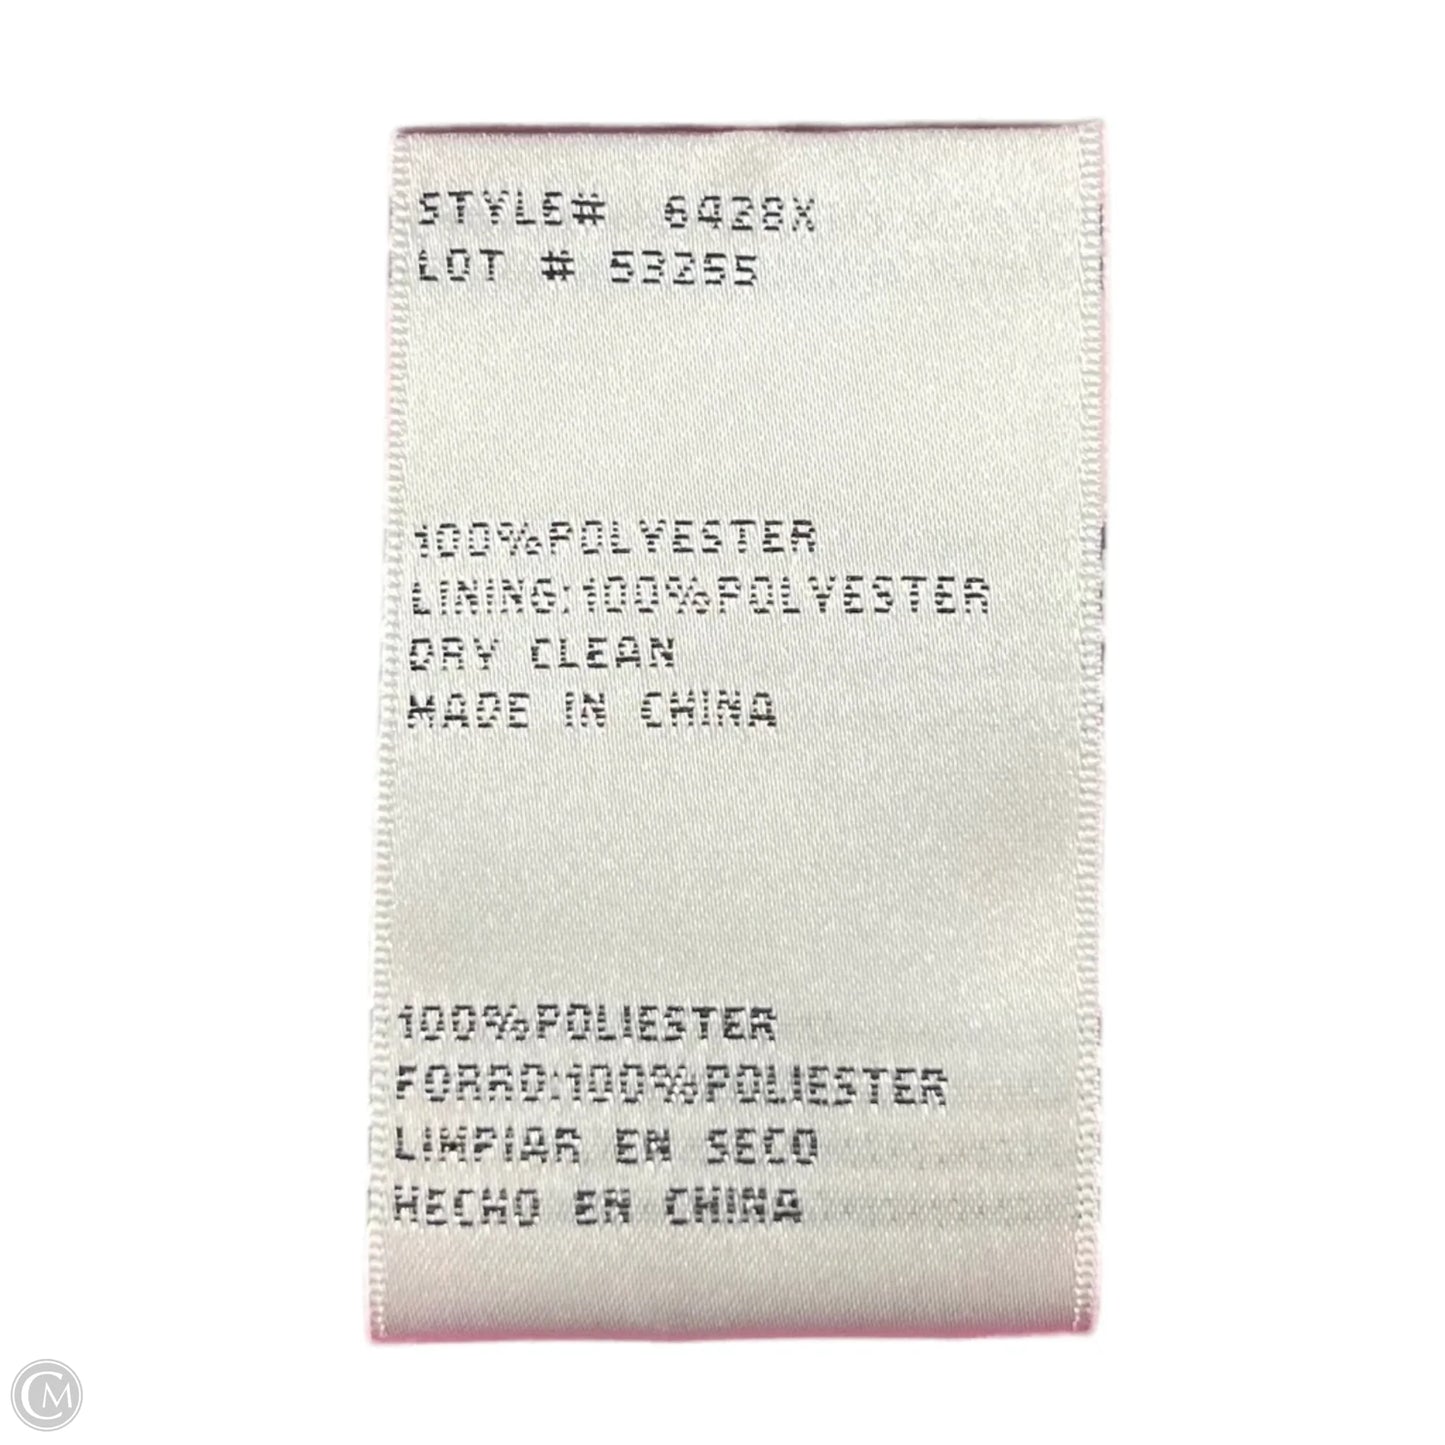 STYLE# 6428X
LOT # 53255
100%POLYESTER
LINING:100%POLYESTER
DRY CLEAN
MADE IN CHINA
100%POLIESTER
FORRO:100%POLIESTER
LIMPIAR EN SECO
HECHO EN CHINA
CM